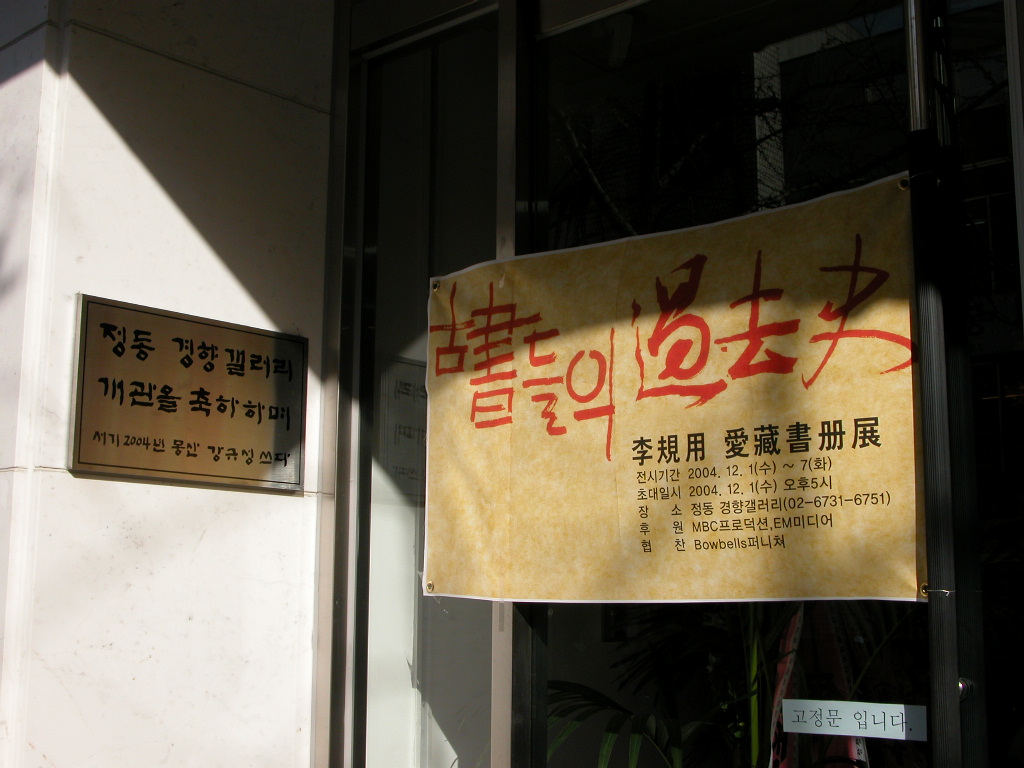 정동 경향갤러리
개관을 축하하며
서기 2004년 몽산 강규성 쓰다
古書들의 過去史
李規用 愛藏書册展
전시기간 2004. 12. 1(수) ~ 7(화)
초대일시 2004. 12. 1(수) 오후5시
장 소 정동 경향갤러리(02-6731-6751)
후 원 MBC프로덕션,EM미디어
협 찬 Bowbells퍼니쳐
고정문 입니다.